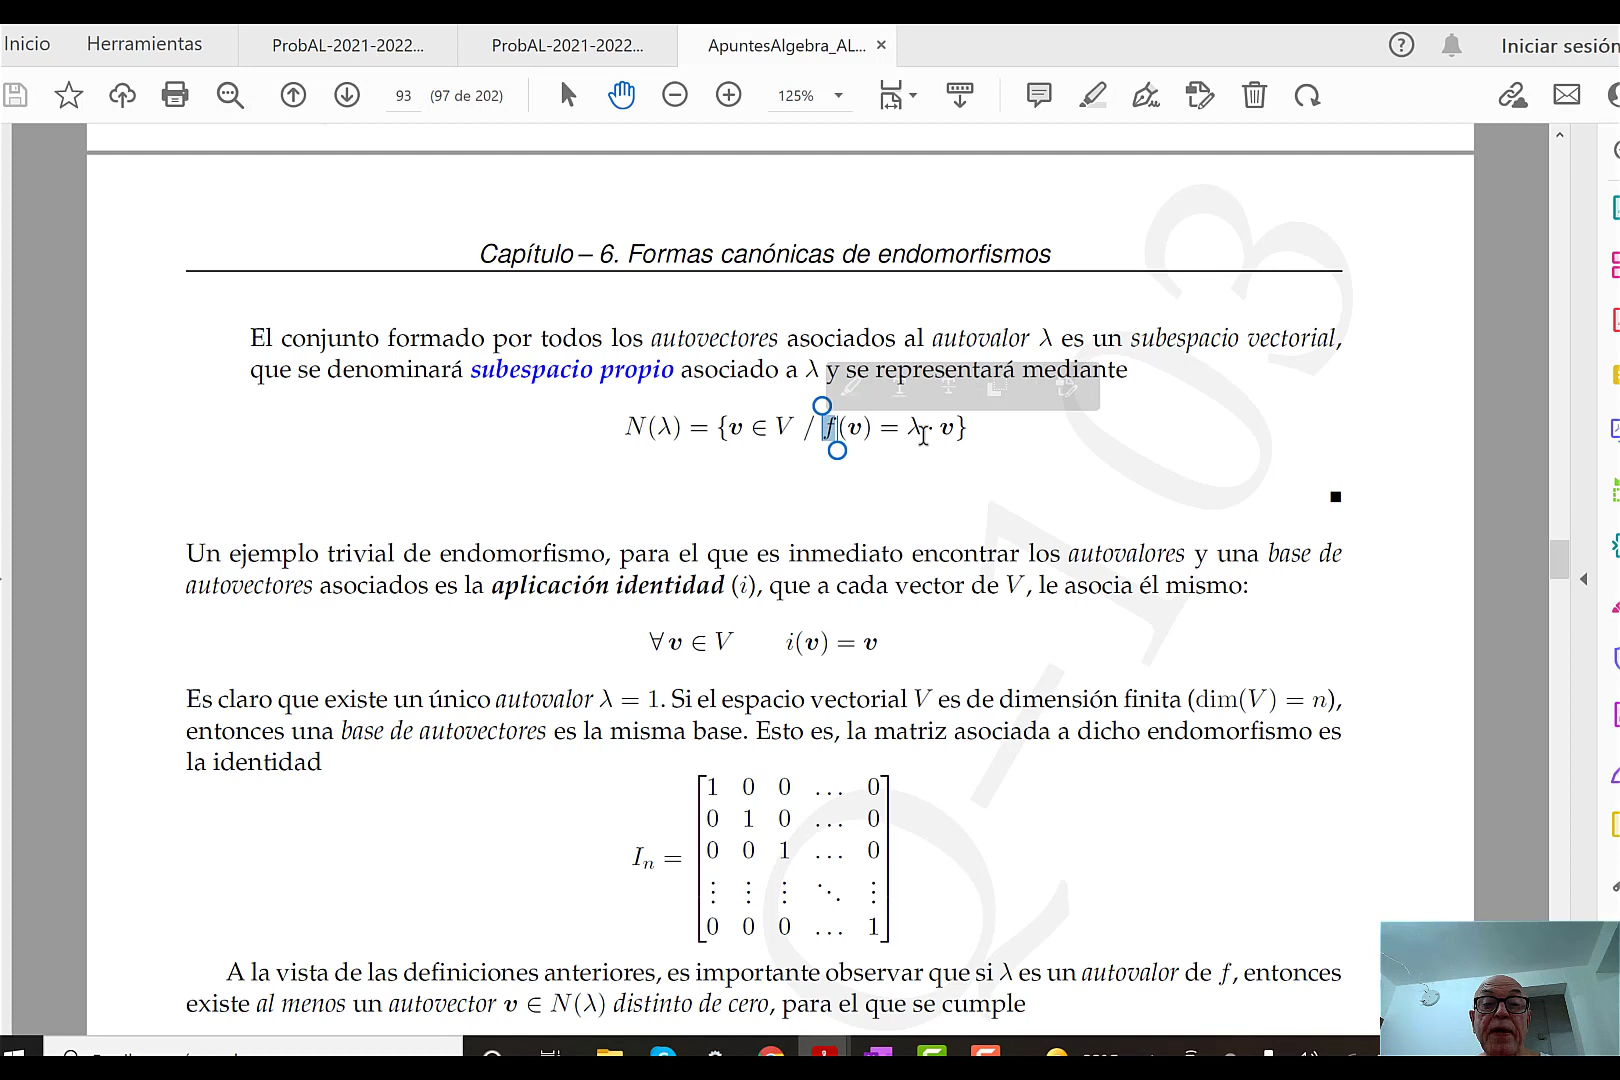 Inicio Herramientas ProbAL-2021-2022... ProbAL-2021-2022... ApuntesAlgebra_AL... × Iniciar sesión
93 (97 de 202) 125%
Capítulo – 6. Formas canónicas de endomorfismos
El conjunto formado por todos los autovectores asociados al autovalor λ es un subespacio vectorial,
que se denominará subespacio propio asociado a λ y se representará mediante
N(λ) = {v ∈ V / f(v) = λ · v}
■
Un ejemplo trivial de endomorfismo, para el que es inmediato encontrar los autovalores y una base de
autovectores asociados es la aplicación identidad (i), que a cada vector de V, le asocia él mismo:
∀ v ∈ V i(v) = v
Es claro que existe un único autovalor λ = 1. Si el espacio vectorial V es de dimensión finita (dim(V) = n),
entonces una base de autovectores es la misma base. Esto es, la matriz asociada a dicho endomorfismo es
la identidad
1 0 0 … 0
0 1 0 … 0
0 0 1 … 0
Iₙ =
⋮ ⋮ ⋮ ⋱ ⋮
0 0 0 … 1
A la vista de las definiciones anteriores, es importante observar que si λ es un autovalor de f, entonces
existe al menos un autovector v ∈ N(λ) distinto de cero, para el que se cumple
Q-103